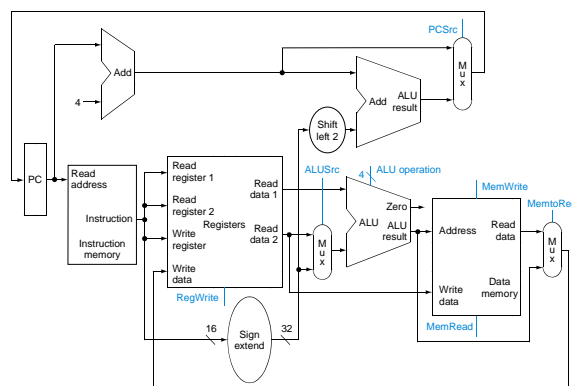 PCSrc
Add
4
M
u
x
Add
ALU
result
Shift
left 2
PC
Read
address
Instruction
Instruction
memory
Read
register 1
Read
register 2
Write
register
Write
data
Registers
Read
data 1
Read
data 2
RegWrite
ALUSrc
M
u
x
4
ALU operation
Zero
ALU
ALU
result
MemWrite
Address
Read
data
Write
data
Data
memory
MemRead
MemtoReg
M
u
x
16
Sign
extend
32